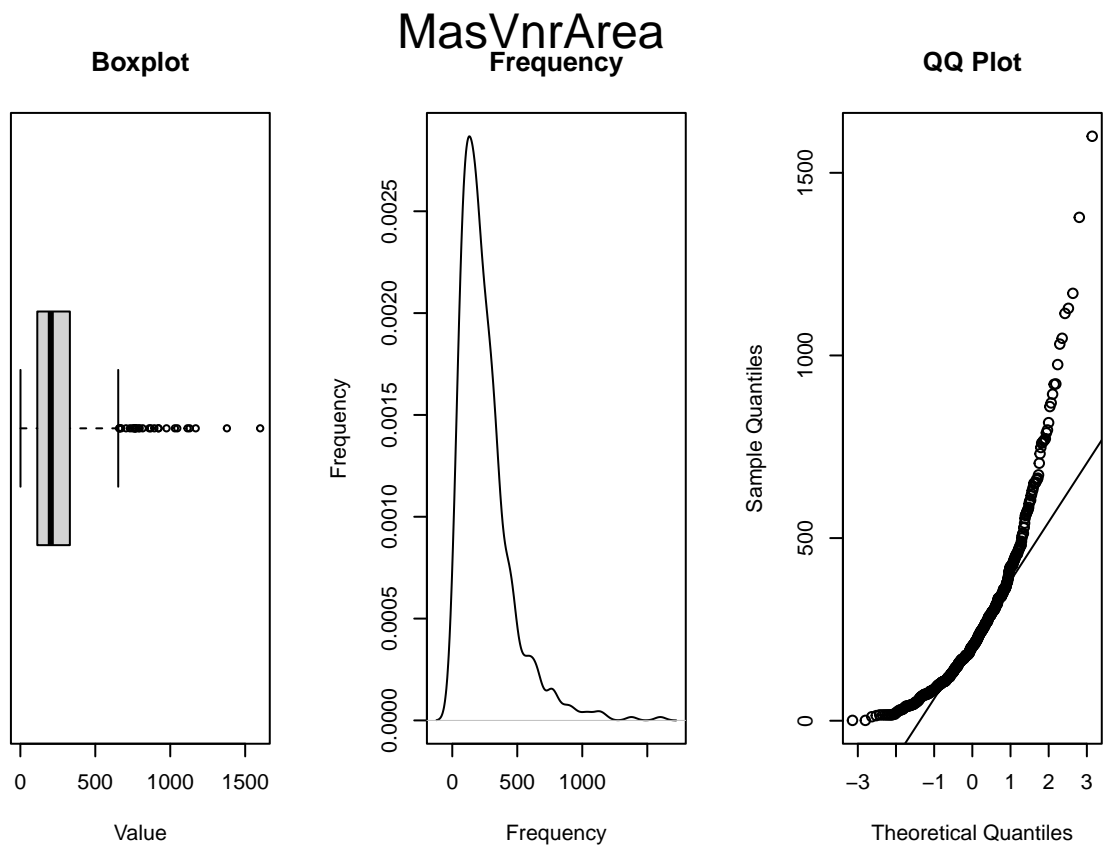 MasVnrArea
Boxplot
0 500 1000 1500
Value
Frequency
0.0000 0.0005 0.0010 0.0015 0.0020 0.0025
Frequency
0 500 1000
Frequency
QQ Plot
0 500 1000 1500
Sample Quantiles
−3 −1 0 1 2 3
Theoretical Quantiles